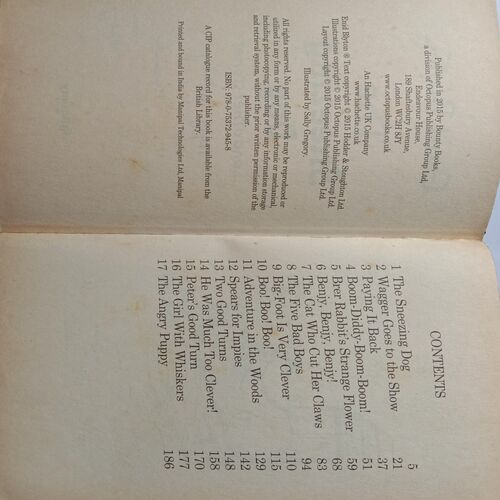 Published in 2015 by Bounty Books,
a division of Octopus Publishing Group Ltd,
Endeavour House,
189 Shaftesbury Avenue,
London WC2H 8JY
www.octopusbooks.co.uk
An Hachette UK Company
www.hachette.co.uk
Enid Blyton ® Text copyright © 2015 Hodder & Stoughton Ltd.
Illustrations copyright © 2015 Octopus Publishing Group Ltd.
Layout copyright © 2015 Octopus Publishing Group Ltd.
Illustrated by Sally Gregory.
All rights reserved. No part of this work may be reproduced or
utilized in any form or by any means, electronic or mechanical,
including photocopying, recording or by any information storage
and retrieval system, without the prior written permission of the
publisher.
ISBN: 978-0-75372-945-8
A CIP catalogue record for this book is available from the
British Library.
Printed and bound in India by Manipal Technologies Ltd, Manipal
CONTENTS
1 The Sneezing Dog 5
2 Wagger Goes to the Show 21
3 Paying It Back 37
4 Boom-Diddy-Boom-Boom! 51
5 Brer Rabbit's Strange Flower 59
6 Benjy, Benjy, Benjy! 68
7 The Cat Who Cut Her Claws 83
8 The Five Bad Boys 94
9 Big-Foot Is Very Clever 110
10 Boo! Boo! Boo! 115
11 Adventure in the Woods 129
12 Spears for Impies 142
13 Two Good Turns 148
14 He Was Much Too Clever! 158
15 Peter's Good Turn 170
16 The Girl With Whiskers 177
17 The Angry Puppy 186